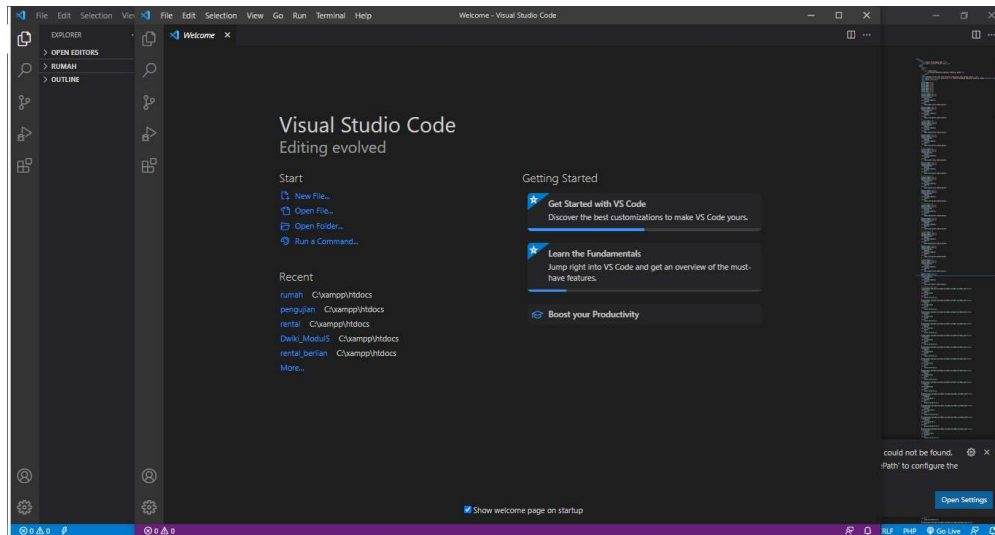 File Edit Selection View
EXPLORER
OPEN EDITORS
RUMAH
OUTLINE
0 0
File Edit Selection View Go Run Terminal Help
Welcome - Visual Studio Code
Welcome
Visual Studio Code
Editing evolved
Start
New File...
Open File...
Open Folder...
Run a Command...
Recent
rumah C:\xampp\htdocs
pengujian C:\xampp\htdocs
rental C:\xampp\htdocs
Dwiki_Modul5 C:\xampp\htdocs
rental_berlian C:\xampp\htdocs
More...
Getting Started
Get Started with VS Code
Discover the best customizations to make VS Code yours.
Learn the Fundamentals
Jump right into VS Code and get an overview of the must-
have features.
Boost your Productivity
Show welcome page on startup
0 0
could not be found.
ePath' to configure the
Open Settings
RLF PHP Go Live